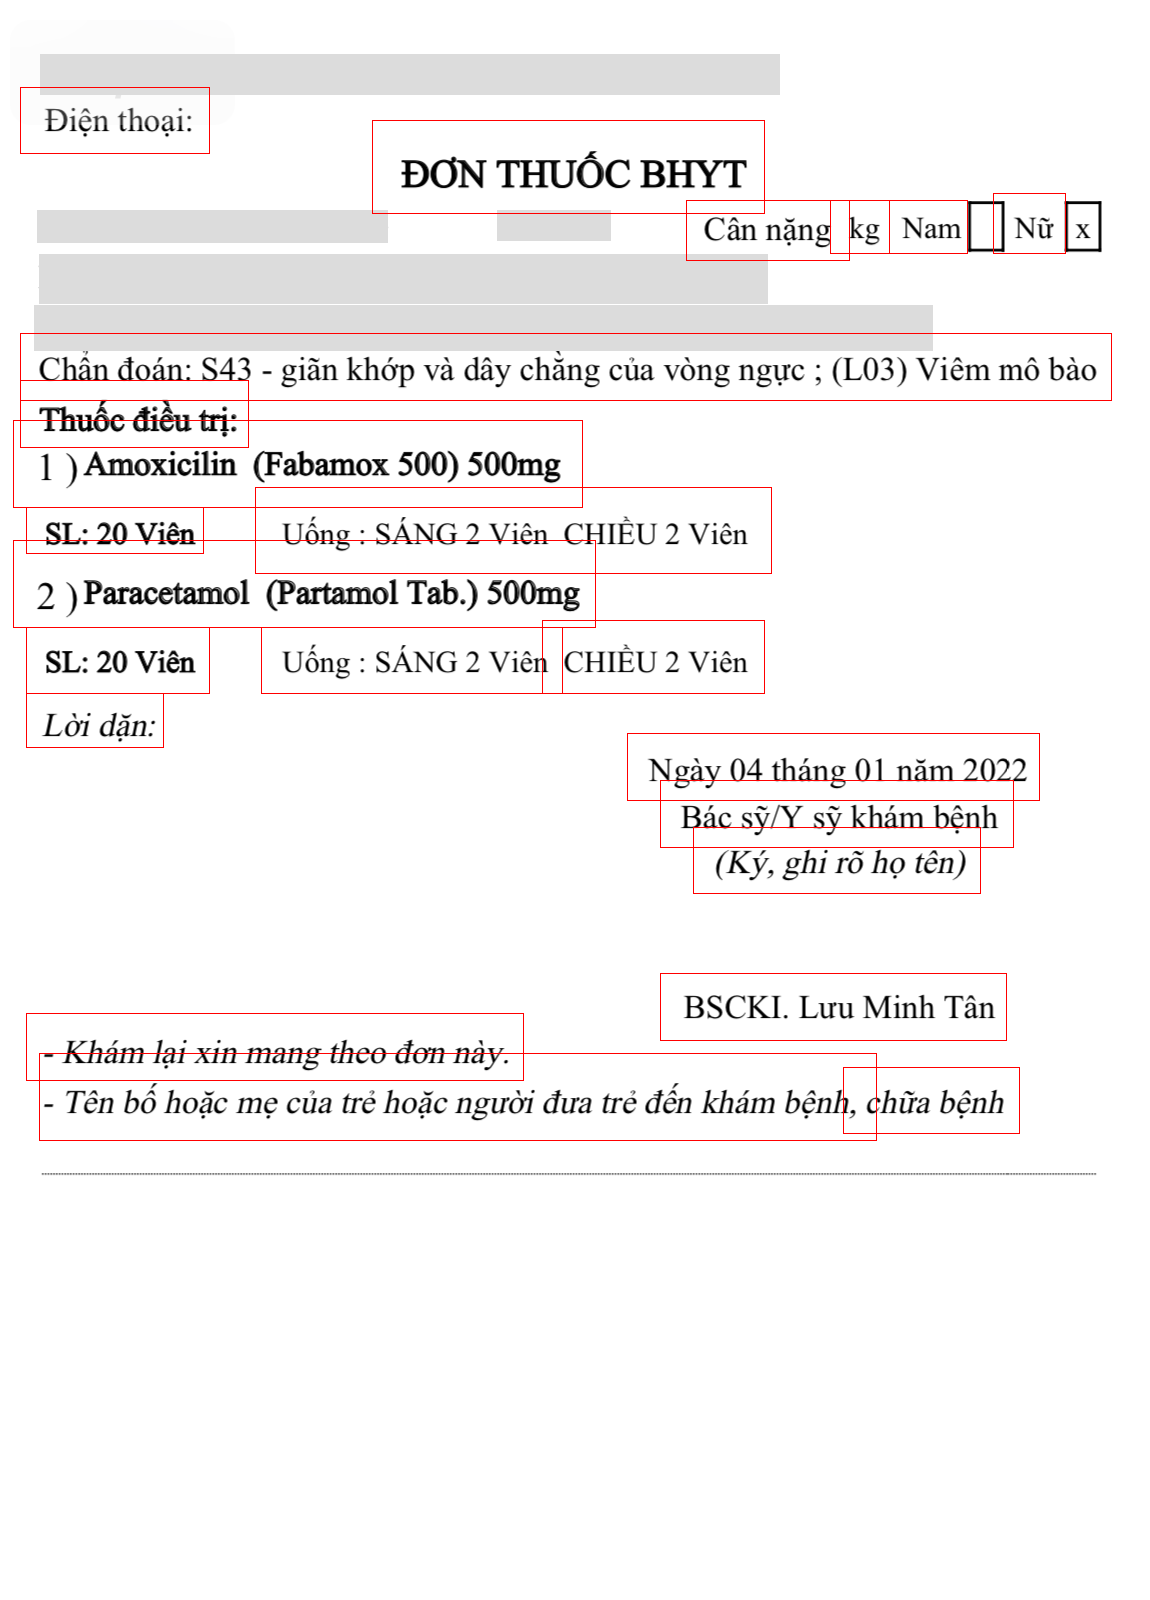 Điện thoại:
ĐƠN THUỐC BHYT
Cân nặng kg Nam Nữ x
Chẩn đoán: S43 - giãn khớp và dây chằng của vòng ngực ; (L03) Viêm mô bào
Thuốc điều trị:
1 ) Amoxicilin (Fabamox 500) 500mg
SL: 20 Viên Uống : SÁNG 2 Viên CHIỀU 2 Viên
2 ) Paracetamol (Partamol Tab.) 500mg
SL: 20 Viên Uống : SÁNG 2 Viên CHIỀU 2 Viên
Lời dặn:
Ngày 04 tháng 01 năm 2022
Bác sỹ/Y sỹ khám bệnh
(Ký, ghi rõ họ tên)
BSCKI. Lưu Minh Tân
- Khám lại xin mang theo đơn này.
- Tên bố hoặc mẹ của trẻ hoặc người đưa trẻ đến khám bệnh, chữa bệnh